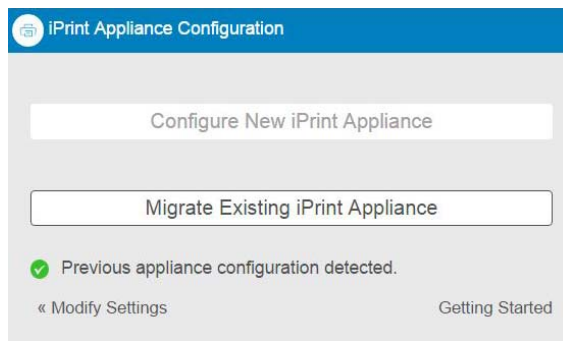 iPrint Appliance Configuration
Configure New iPrint Appliance
Migrate Existing iPrint Appliance
Previous appliance configuration detected.
« Modify Settings
Getting Started